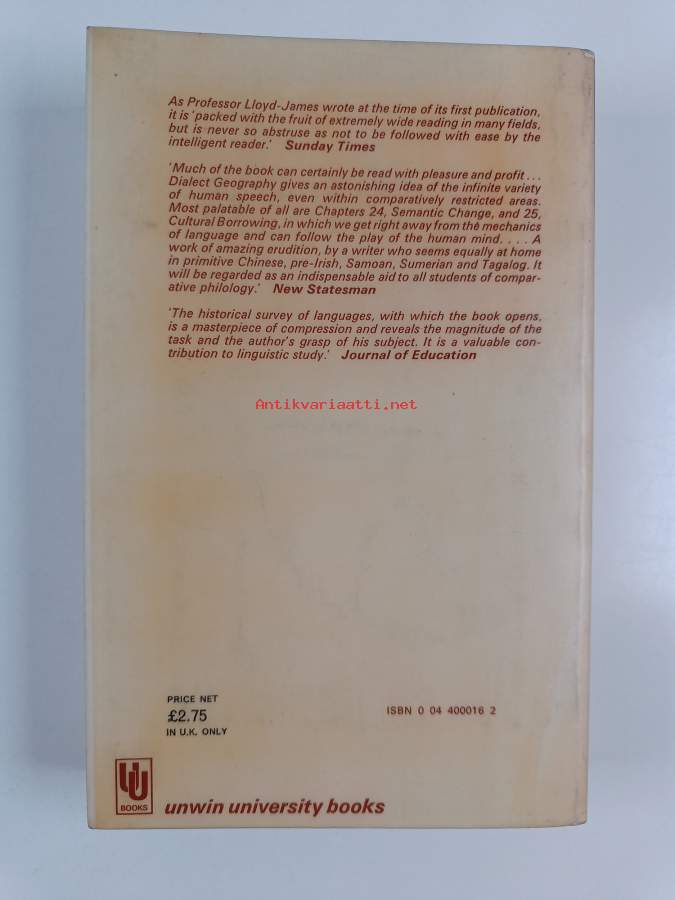 As Professor Lloyd-James wrote at the time of its first publication,
it is 'packed with the fruit of extremely wide reading in many fields,
but is never so abstruse as not to be followed with ease by the
intelligent reader.' Sunday Times
'Much of the book can certainly be read with pleasure and profit . . .
Dialect Geography gives an astonishing idea of the infinite variety
of human speech, even within comparatively restricted areas.
Most palatable of all are Chapters 24, Semantic Change, and 25,
Cultural Borrowing, in which we get right away from the mechanics
of language and can follow the play of the human mind. . . . A
work of amazing erudition, by a writer who seems equally at home
in primitive Chinese, pre-Irish, Samoan, Sumerian and Tagalog. It
will be regarded as an indispensable aid to all students of compar-
ative philology.' New Statesman
'The historical survey of languages, with which the book opens,
is a masterpiece of compression and reveals the magnitude of the
task and the author's grasp of his subject. It is a valuable con-
tribution to linguistic study.' Journal of Education
Antikvariaatti.net
PRICE NET
£2.75
IN U.K. ONLY
ISBN 0 04 400016 2
UU
BOOKS
unwin university books